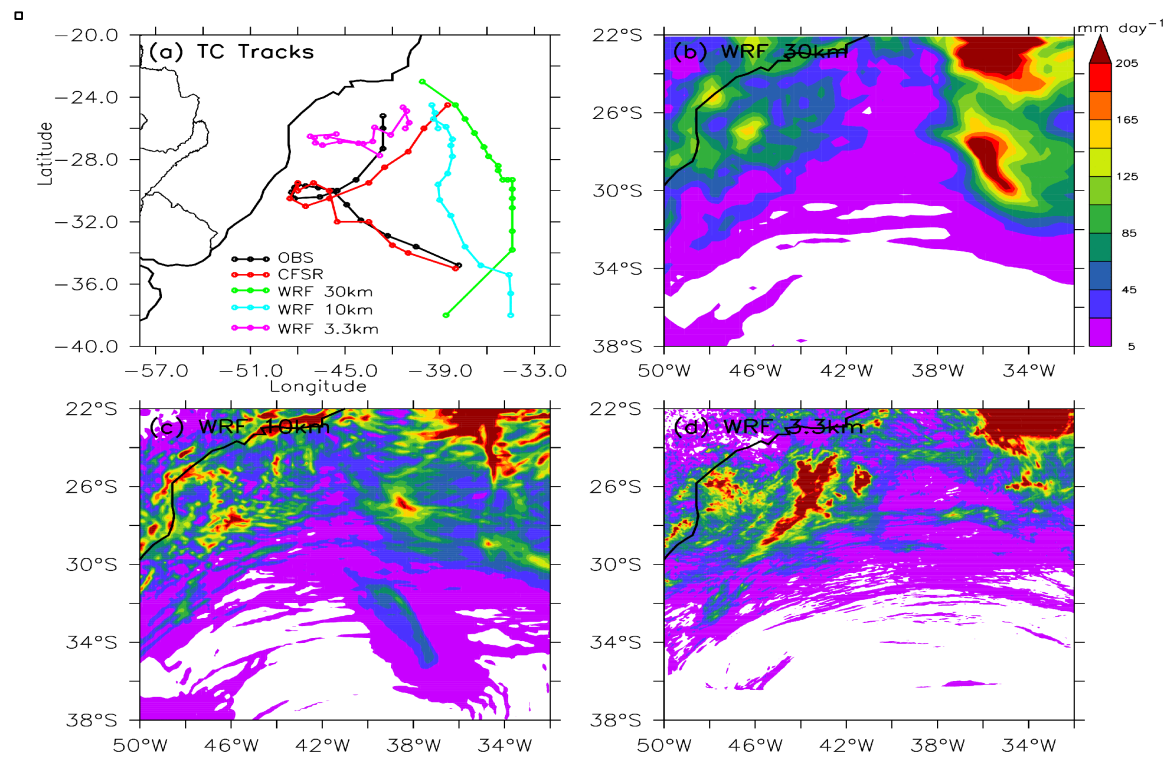 (a) TC Tracks
-20.0
-24.0
-28.0
-32.0
-36.0
-40.0
Latitude
-57.0 -51.0 -45.0 -39.0 -33.0
Longitude
OBS
CFSR
WRF 30km
WRF 10km
WRF 3.3km
(b) WRF 30km
22°S
26°S
30°S
34°S
38°S
50°W 46°W 42°W 38°W 34°W
mm day-1
205
165
125
85
45
5
(c) WRF 10km
22°S
26°S
30°S
34°S
38°S
50°W 46°W 42°W 38°W 34°W
(d) WRF 3.3km
22°S
26°S
30°S
34°S
38°S
50°W 46°W 42°W 38°W 34°W